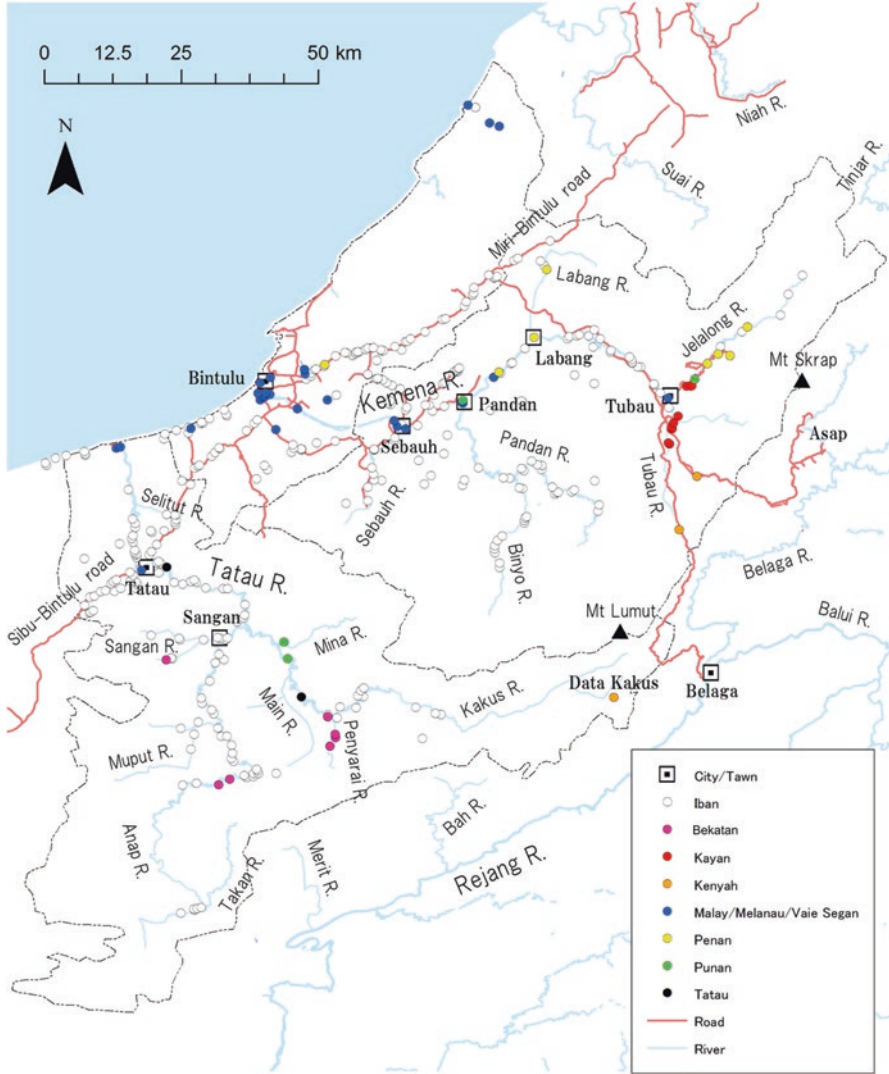 0 12.5 25 50 km
N
Niah R.
Suai R.
Tinjar R.
Miri-Bintulu road
Labang R.
Jelalong R.
Mt Skrap
Labang
Bintulu
Kemena R.
Pandan
Tubau
Asap
Sebauh
Pandan R.
Tubau R.
Selitut R.
Sebauh R.
Binyo R.
Belaga R.
Tatau R.
Tatau
Sibu-Bintulu road
Sangan
Mt Lumut
Balui R.
Sangan R.
Mina R.
Data Kakus
Belaga
Kakus R.
Main R.
Muput R.
Penyarai R.
Anap R.
Bah R.
Merit R.
Takan R.
Rejang R.
City/Tawn
Iban
Bekatan
Kayan
Kenyah
Malay/Melanau/Vaie Segan
Penan
Punan
Tatau
Road
River